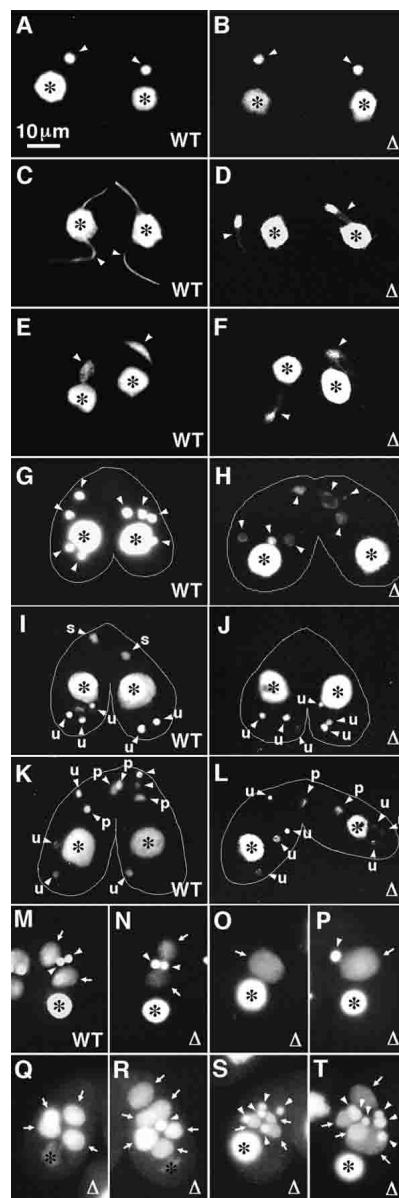 A B
10μm WT Δ
C D
WT Δ
E F
WT Δ
G H
WT Δ
I J
s s
u u u u u u
WT Δ
K L
u p p p u u
WT
u p p u u u u
Δ
M N O P
WT Δ Δ Δ
Q R S T
Δ Δ Δ Δ